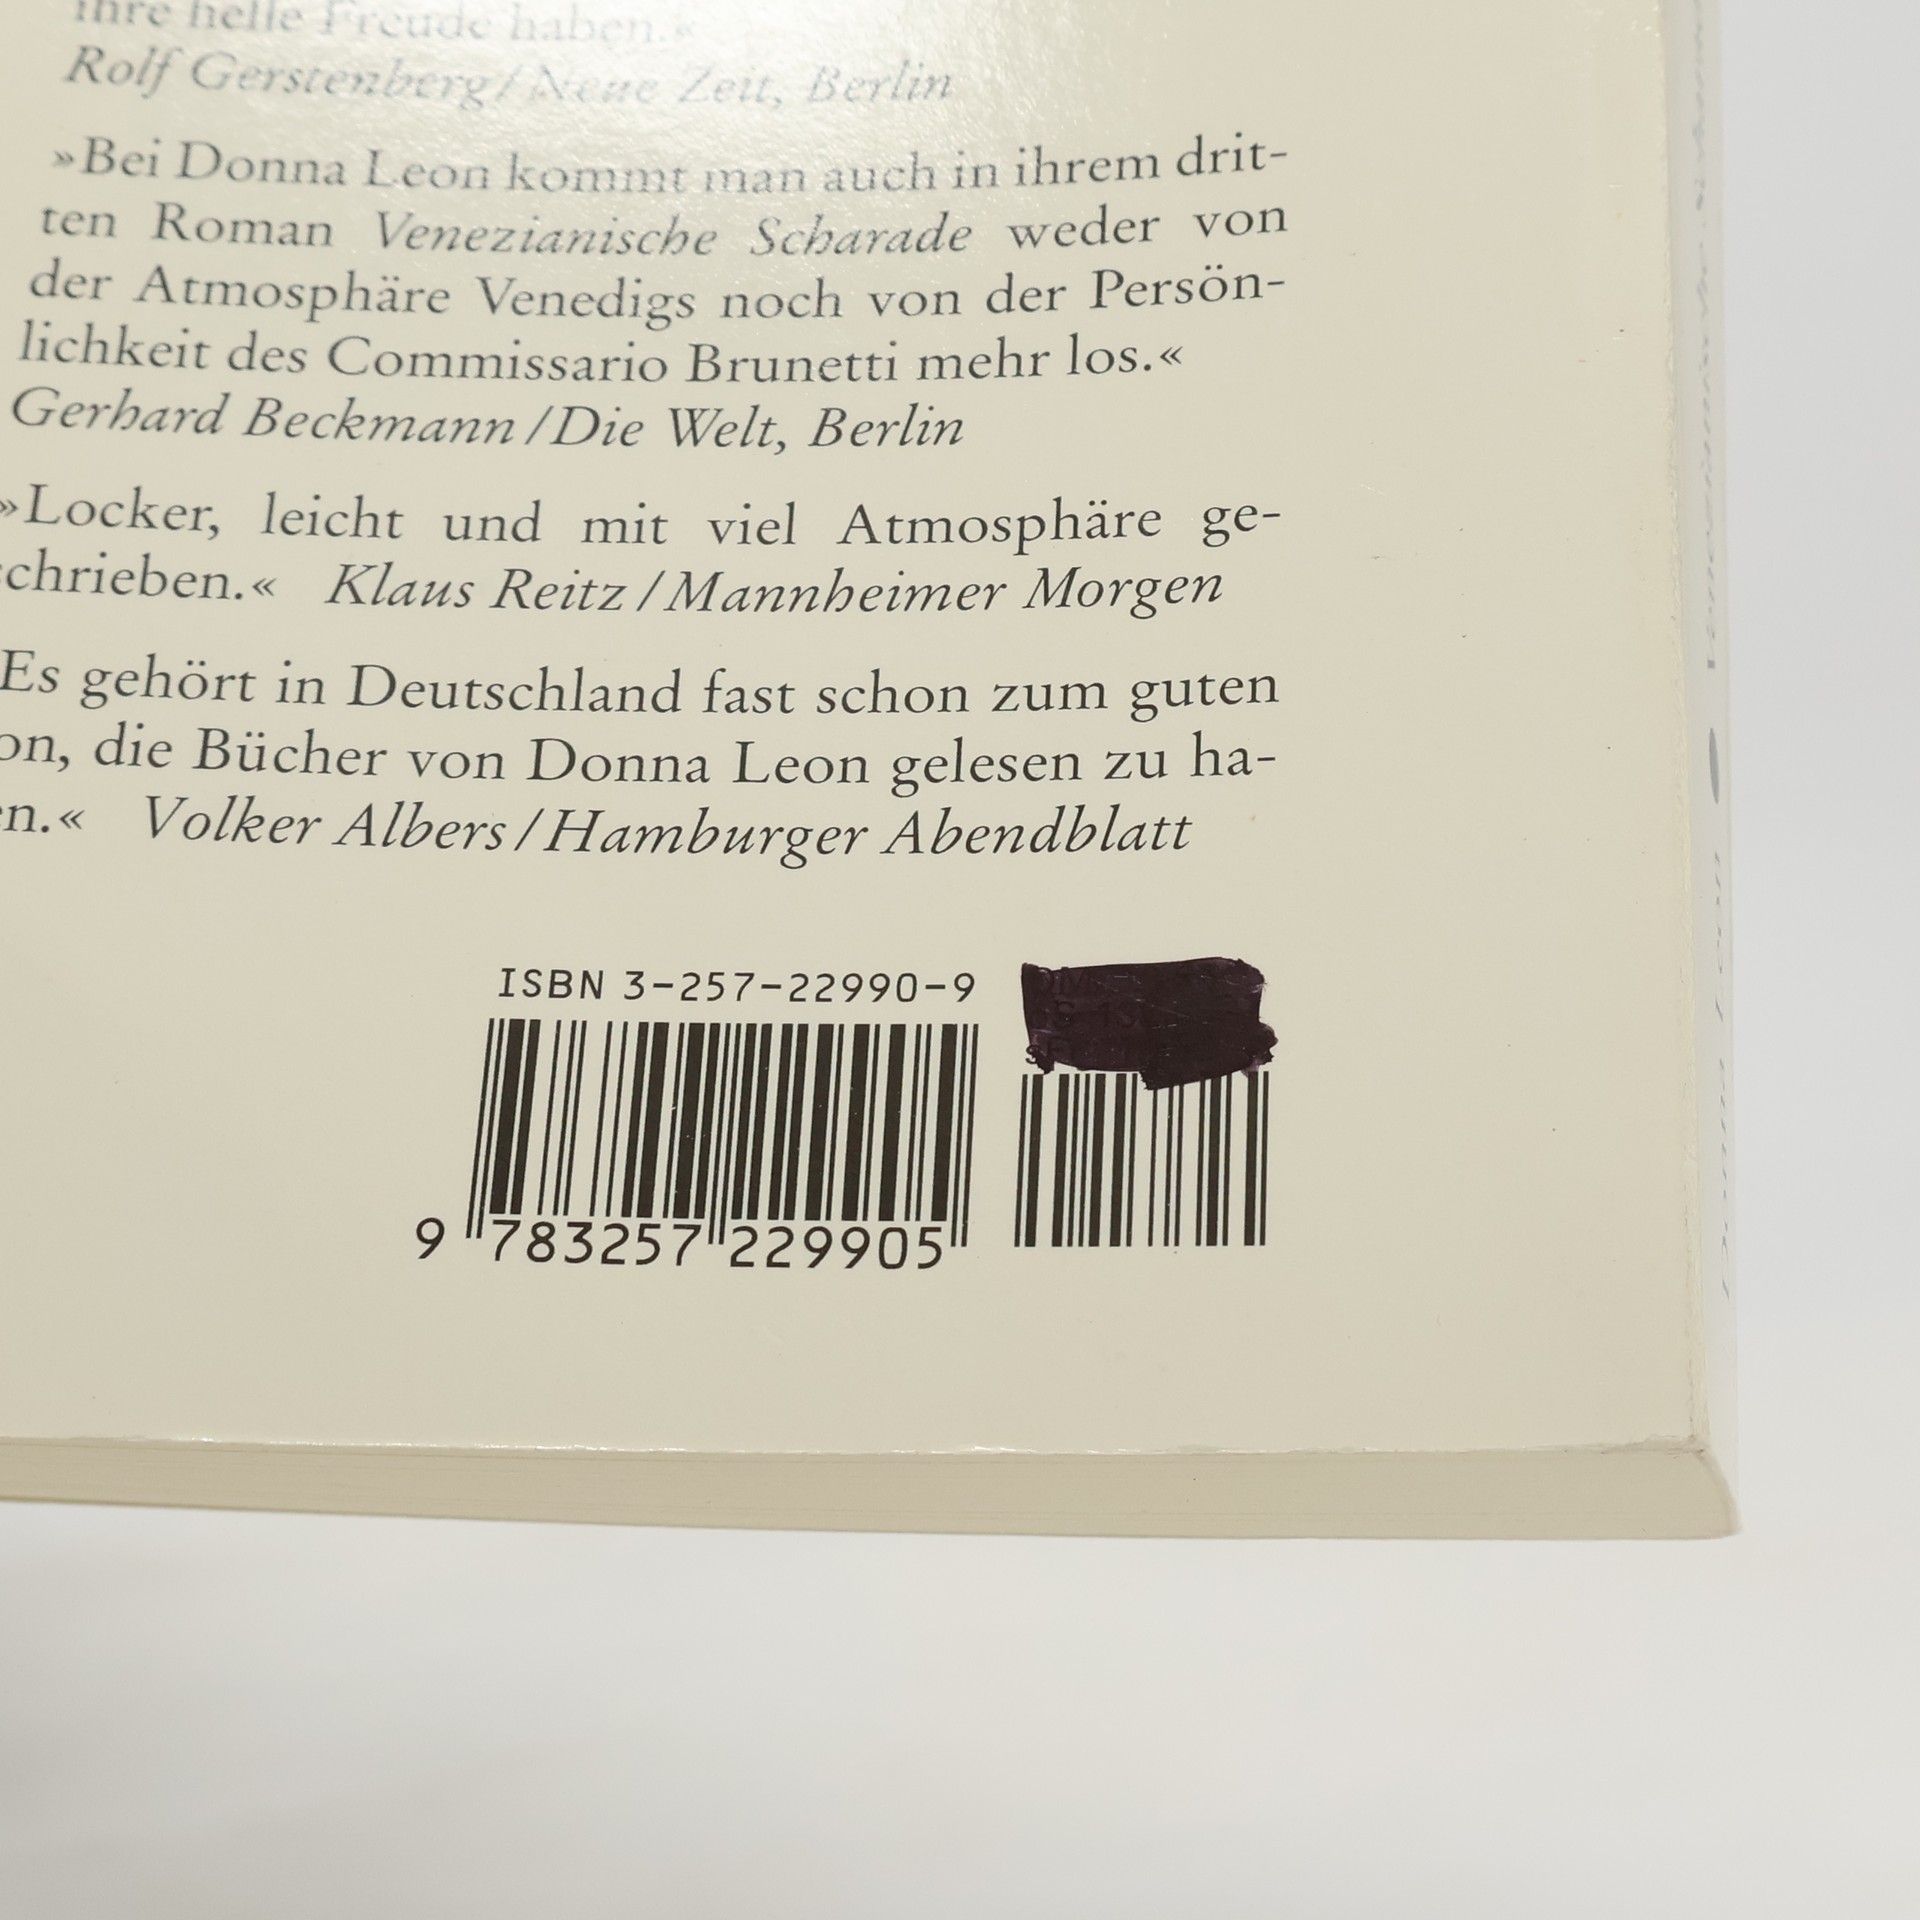 ihre helle Freude haben.«
Rolf Gerstenberg/Neue Zeit, Berlin
»Bei Donna Leon kommt man auch in ihrem drit-
ten Roman Venezianische Scharade weder von
der Atmosphäre Venedigs noch von der Persön-
lichkeit des Commissario Brunetti mehr los.«
Gerhard Beckmann/Die Welt, Berlin
»Locker, leicht und mit viel Atmosphäre ge-
chrieben.« Klaus Reitz/Mannheimer Morgen
Es gehört in Deutschland fast schon zum guten
on, die Bücher von Donna Leon gelesen zu ha-
n.« Volker Albers/Hamburger Abendblatt
ISBN 3-257-22990-9
9 783257 229905